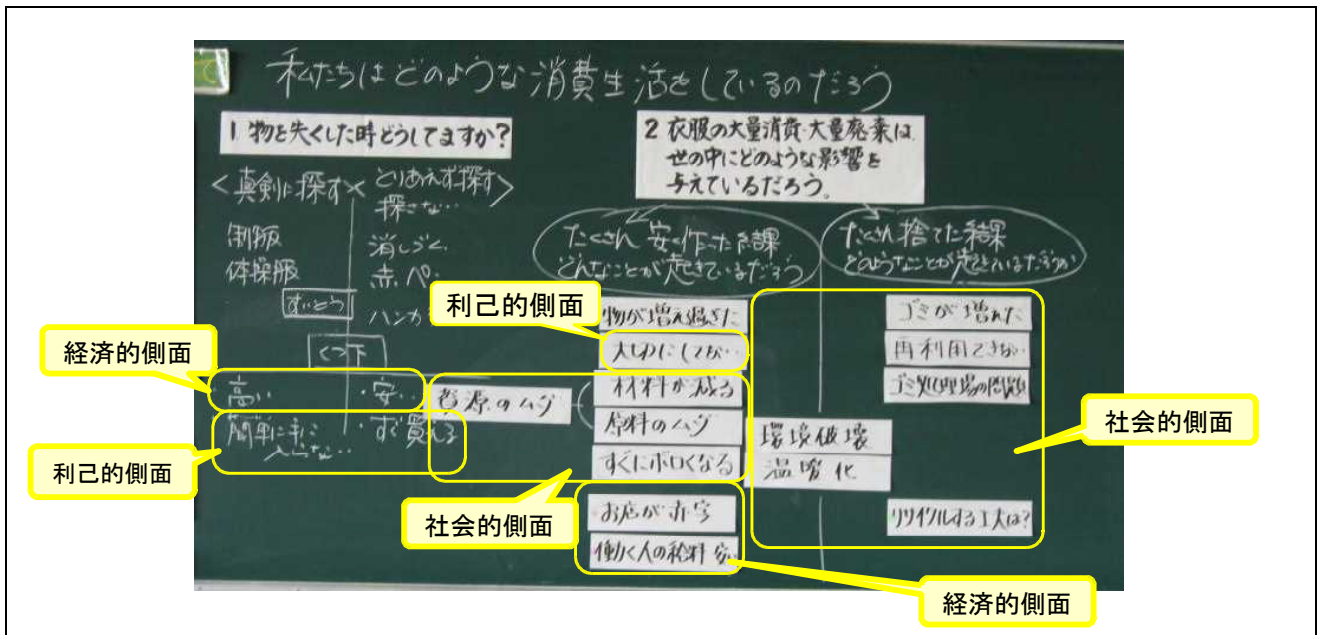 私たちはどのような消費生活をしているのだろう
1 物を失くした時どうしてますか?
<真剣に探す×とりあえず探す>
探さな…
制服
体操服
すいとう
くつ下
消しゴム
赤ペン
ハンカチ
・高い
・安い
簡単に手に
入らな…
・すぐ買える
2 衣服の大量消費・大量廃棄は、
世の中にどのような影響を
与えているだろう。
たくさん安く作った結果
どんなことが起きているだろう
物が増え過ぎた
大切にしてない
資源のムダ
材料が減る
原料のムダ
すぐにボロくなる
お店が赤字
働く人の給料 安い
たくさん捨てた結果
どのようなことが起きているだろうか
ゴミが増えた
再利用できない
ゴミ処理場の問題
環境破壊
温暖化
リサイクルする工夫は?
経済的側面
利己的側面
利己的側面
社会的側面
社会的側面
経済的側面